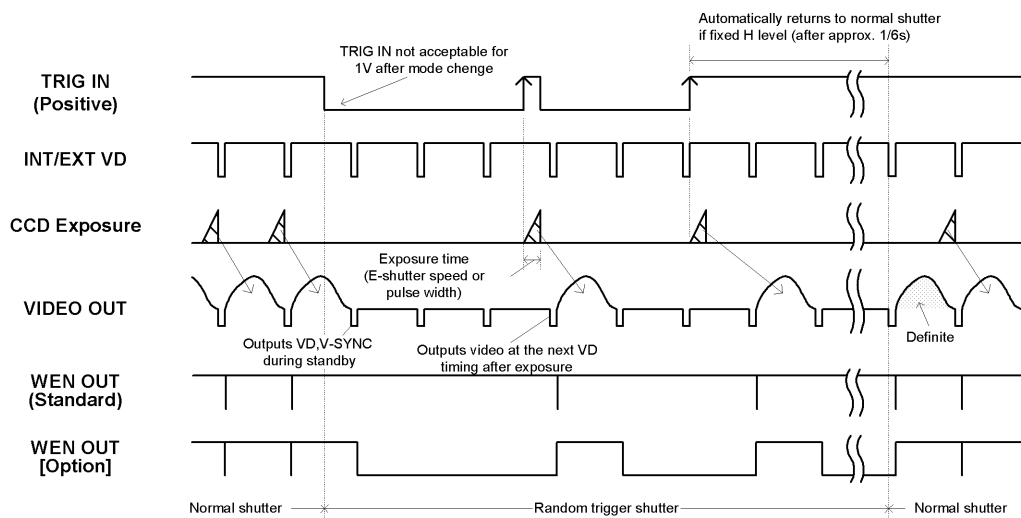 Automatically returns to normal shutter
if fixed H level (after approx. 1/6s)
TRIG IN not acceptable for
1V after mode chenge
TRIG IN
(Positive)
INT/EXT VD
CCD Exposure
Exposure time
(E-shutter speed or
pulse width)
VIDEO OUT
Outputs VD,V-SYNC
during standby
Outputs video at the next VD
timing after exposure
Definite
WEN OUT
(Standard)
WEN OUT
[Option]
Normal shutter
Random trigger shutter
Normal shutter